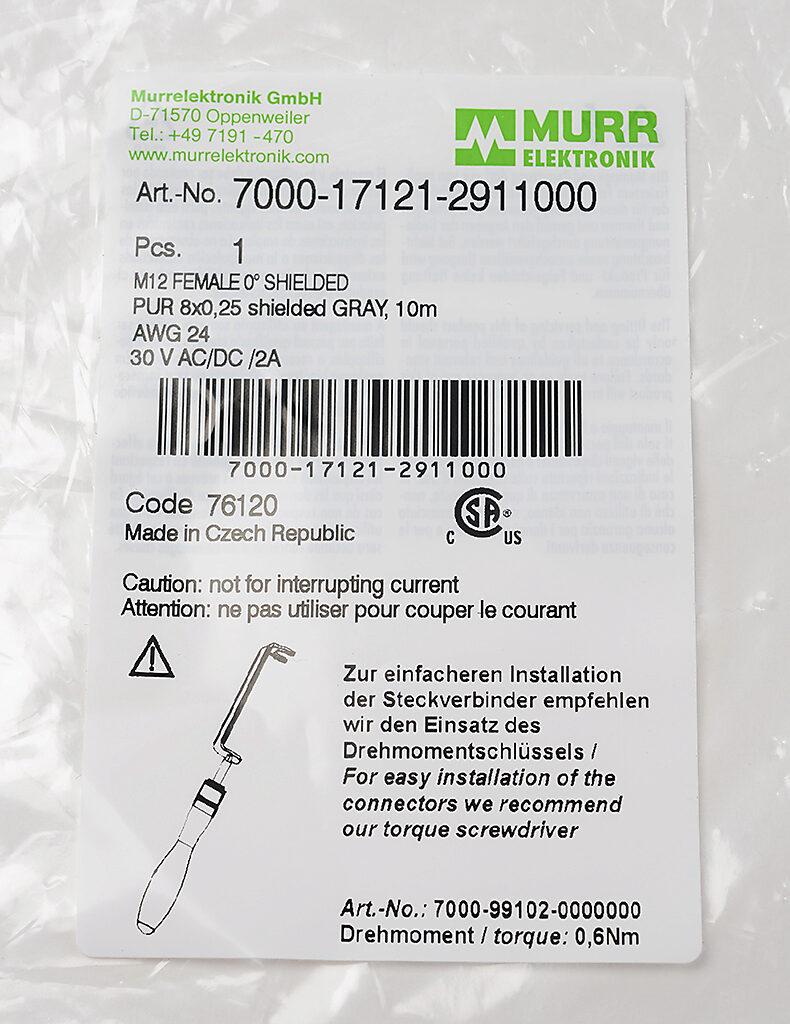 Murrelektronik GmbH
D-71570 Oppenweiler
Tel.: +49 7191 -470
www.murrelektronik.com
MURR
ELEKTRONIK
Art.-No. 7000-17121-2911000
Pcs. 1
M12 FEMALE 0° SHIELDED
PUR 8x0,25 shielded GRAY, 10m
AWG 24
30 V AC/DC /2A
7000-17121-2911000
Code 76120
Made in Czech Republic
C SA ® US
Caution: not for interrupting current
Attention: ne pas utiliser pour couper le courant
Zur einfacheren Installation
der Steckverbinder empfehlen
wir den Einsatz des
Drehmomentschlüssels /
For easy installation of the
connectors we recommend
our torque screwdriver
Art.-No.: 7000-99102-0000000
Drehmoment / torque: 0,6Nm